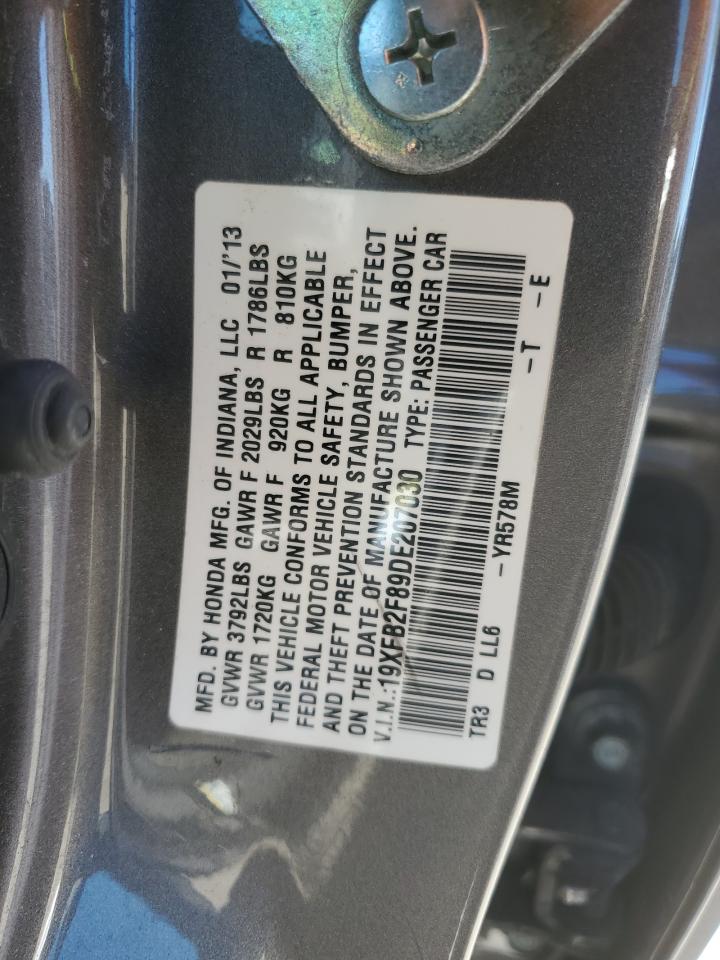 MFD. BY HONDA MFG. OF INDIANA, LLC 01/'13
GVWR 3792LBS GAWR F 2029LBS R 1786LBS
GVWR 1720KG GAWR F 920KG R 810KG
THIS VEHICLE CONFORMS TO ALL APPLICABLE
FEDERAL MOTOR VEHICLE SAFETY, BUMPER,
AND THEFT PREVENTION STANDARDS IN EFFECT
ON THE DATE OF MANUFACTURE SHOWN ABOVE.
V.I.N.:19XFB2F89DE207030 TYPE: PASSENGER CAR
TR3 D LL6 -YR578M -T -E